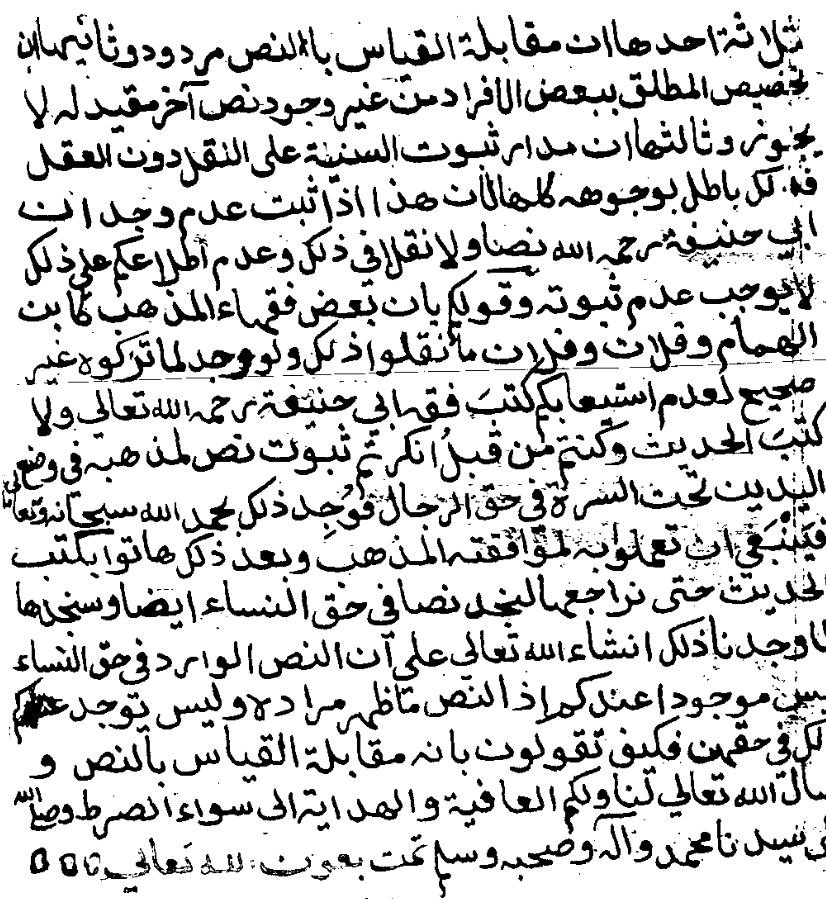 ثلاثة احدها ان مقابلة القياس بالنص مردود وثانيها ان
تخصيص المطلق ببعض الافراد من غير وجود نص آخر مقيد له لا
يجوز وثالثها ان مدار ثبوت السنية على النقل دون العقل
فذلك باطل بوجوهه كلها لان هذا اذا ثبت عدم وجدان
ابي حنيفة رحمه الله نصا ولا نقلا في ذلك وعدم اطلاعكم على ذلك
لا يوجب عدم ثبوته وقولكم بان بعض فقهاء المذهب كابن
الهمام وفلان وفلان ما نقلوا ذلك ولو وجد لما تركوه غير
صحيح لعدم استيعابكم كتب فقه ابي حنيفة رحمه الله تعالى ولا
كتب الحديث وكنتم من قبل انكرتم ثبوت نص لمذهبه في وضع
اليدين تحت السرة في حق الرجال فوجد ذلك بحمد الله سبحانه وتعالى
فينبغي ان تعملوا به لموافقته المذهب وبعد ذلك هاتوا بكتب
الحديث حتى نراجعها لنجد نصا في حق النساء ايضا وسنجدها
كما وجدنا ذلك انشاء الله تعالى على ان النص الوارد في حق النساء
ليس موجودا عندكم اذ النص ما ظهر مراده وليس توجد عندكم
ذلك في حقهن فكيف تقولون بانه مقابلة القياس بالنص و
نسال الله تعالى لنا ولكم العافية والهداية الى سواء الصرط وصلى الله
على سيدنا محمد وآله وصحبه وسلم تمت بعون الله تعالى